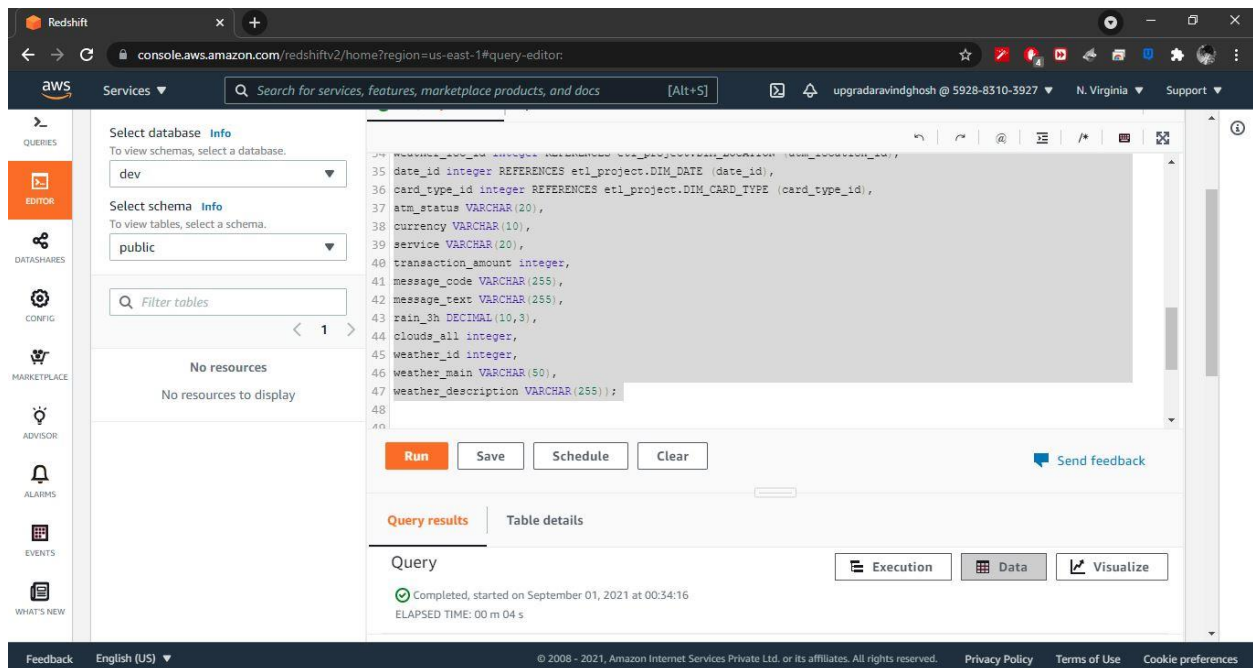 Redshift
console.aws.amazon.com/redshiftv2/home?region=us-east-1#query-editor:
4
aws
Services ▼
Search for services, features, marketplace products, and docs [Alt+S]
upgradaravindghosh @ 5928-8310-3927 ▼
N. Virginia ▼
Support ▼
QUERIES
EDITOR
DATASHARES
CONFIG
MARKETPLACE
ADVISOR
ALARMS
EVENTS
WHAT'S NEW
Select database Info
To view schemas, select a database.
dev
Select schema Info
To view tables, select a schema.
public
Filter tables
< 1 >
No resources
No resources to display
34 weather_loc_id integer REFERENCES etl_project.DIM_LOCATION (atm_location_id),
35 date_id integer REFERENCES etl_project.DIM_DATE (date_id),
36 card_type_id integer REFERENCES etl_project.DIM_CARD_TYPE (card_type_id),
37 atm_status VARCHAR(20),
38 currency VARCHAR(10),
39 service VARCHAR(20),
40 transaction_amount integer,
41 message_code VARCHAR(255),
42 message_text VARCHAR(255),
43 rain_3h DECIMAL(10,3),
44 clouds_all integer,
45 weather_id integer,
46 weather_main VARCHAR(50),
47 weather_description VARCHAR(255));
48
49
Run Save Schedule Clear
Send feedback
Query results Table details
Query
Execution Data Visualize
Completed, started on September 01, 2021 at 00:34:16
ELAPSED TIME: 00 m 04 s
Feedback English (US) ▼ © 2008 - 2021, Amazon Internet Services Private Ltd. or its affiliates. All rights reserved. Privacy Policy Terms of Use Cookie preferences